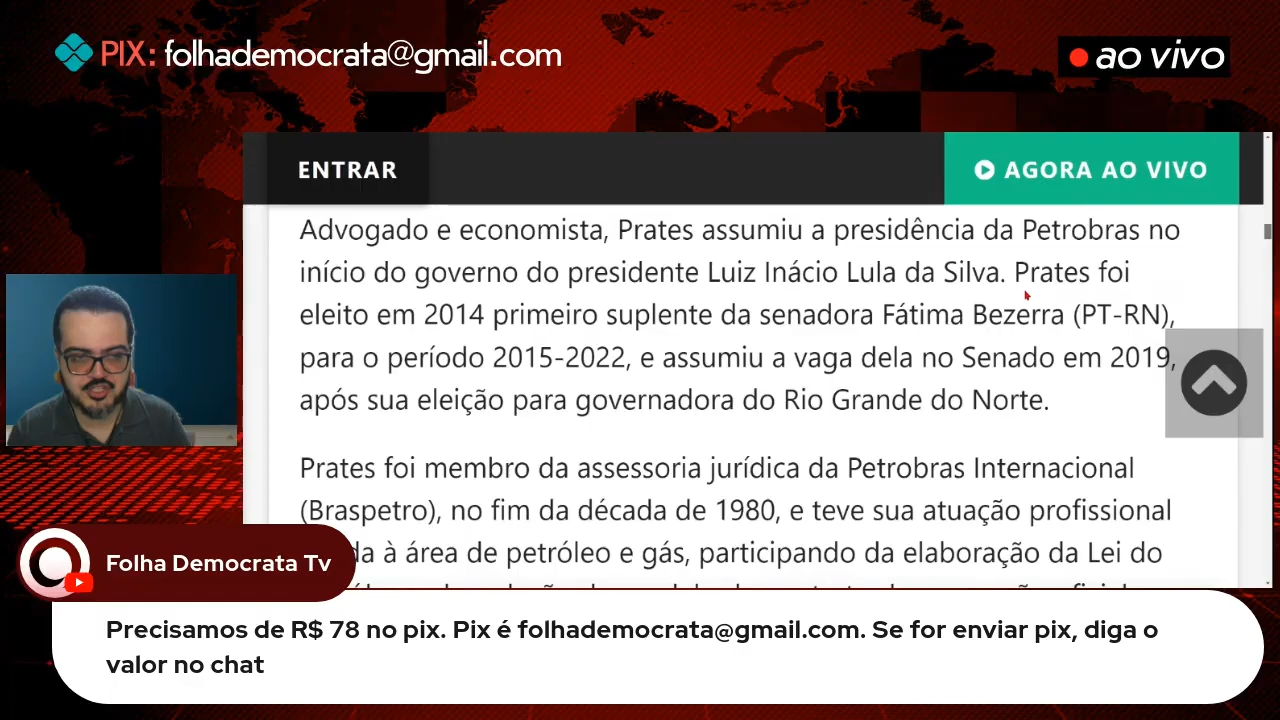 PIX: folhademocrata@gmail.com
AO VIVO
ENTRAR
AGORA AO VIVO
Advogado e economista, Prates assumiu a presidência da Petrobras no
início do governo do presidente Luiz Inácio Lula da Silva. Prates foi
eleito em 2014 primeiro suplente da senadora Fátima Bezerra (PT-RN),
para o período 2015-2022, e assumiu a vaga dela no Senado em 2019,
após sua eleição para governadora do Rio Grande do Norte.
Prates foi membro da assessoria jurídica da Petrobras Internacional
(Braspetro), no fim da década de 1980, e teve sua atuação profissional
à área de petróleo e gás, participando da elaboração da Lei do
Folha Democrata Tv
Precisamos de R$ 78 no pix. Pix é folhademocrata@gmail.com. Se for enviar pix, diga o
valor no chat